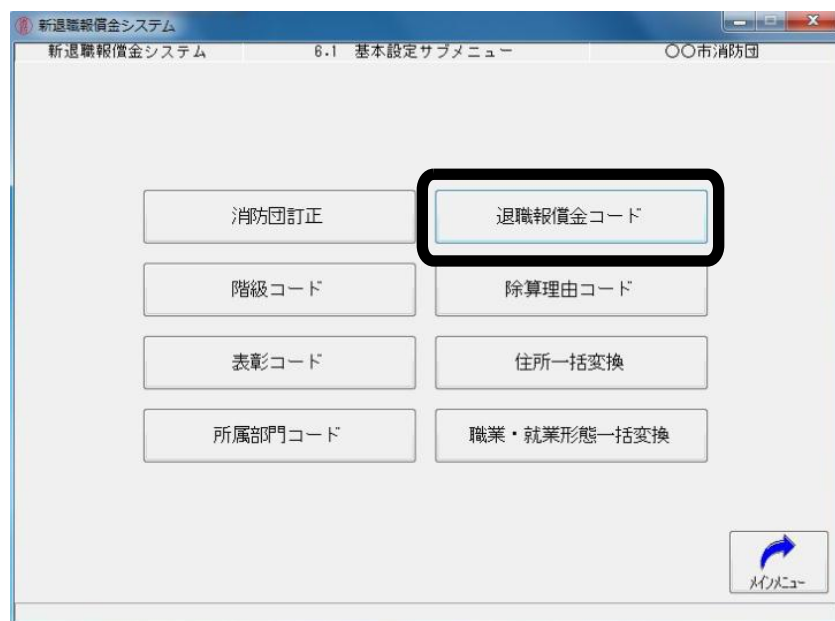 新退職報償金システム
新退職報償金システム 6.1 基本設定サブメニュー 〇〇市消防団
消防団訂正 退職報償金コード
階級コード 除算理由コード
表彰コード 住所一括変換
所属部門コード 職業・就業形態一括変換
メインメニュー